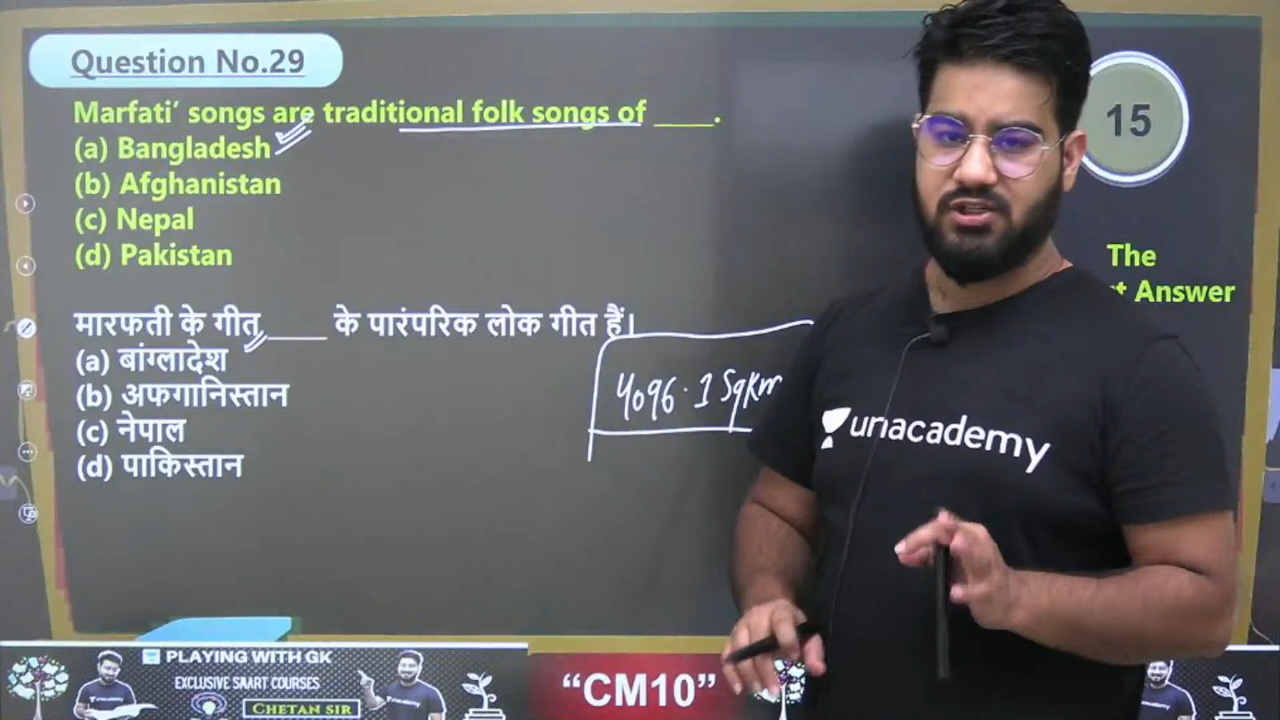 Question No.29
Marfati’ songs are traditional folk songs of ____.
(a) Bangladesh
(b) Afghanistan
(c) Nepal
(d) Pakistan
15
The
Answer
मारफती के गीत ____ के पारंपरिक लोक गीत हैं।
(a) बांग्लादेश
(b) अफगानिस्तान
(c) नेपाल
(d) पाकिस्तान
4096.1 Sqkm
unacademy
PLAYING WITH GK
EXCLUSIVE SAART COURSES
CHETAN SIR
“CM10”